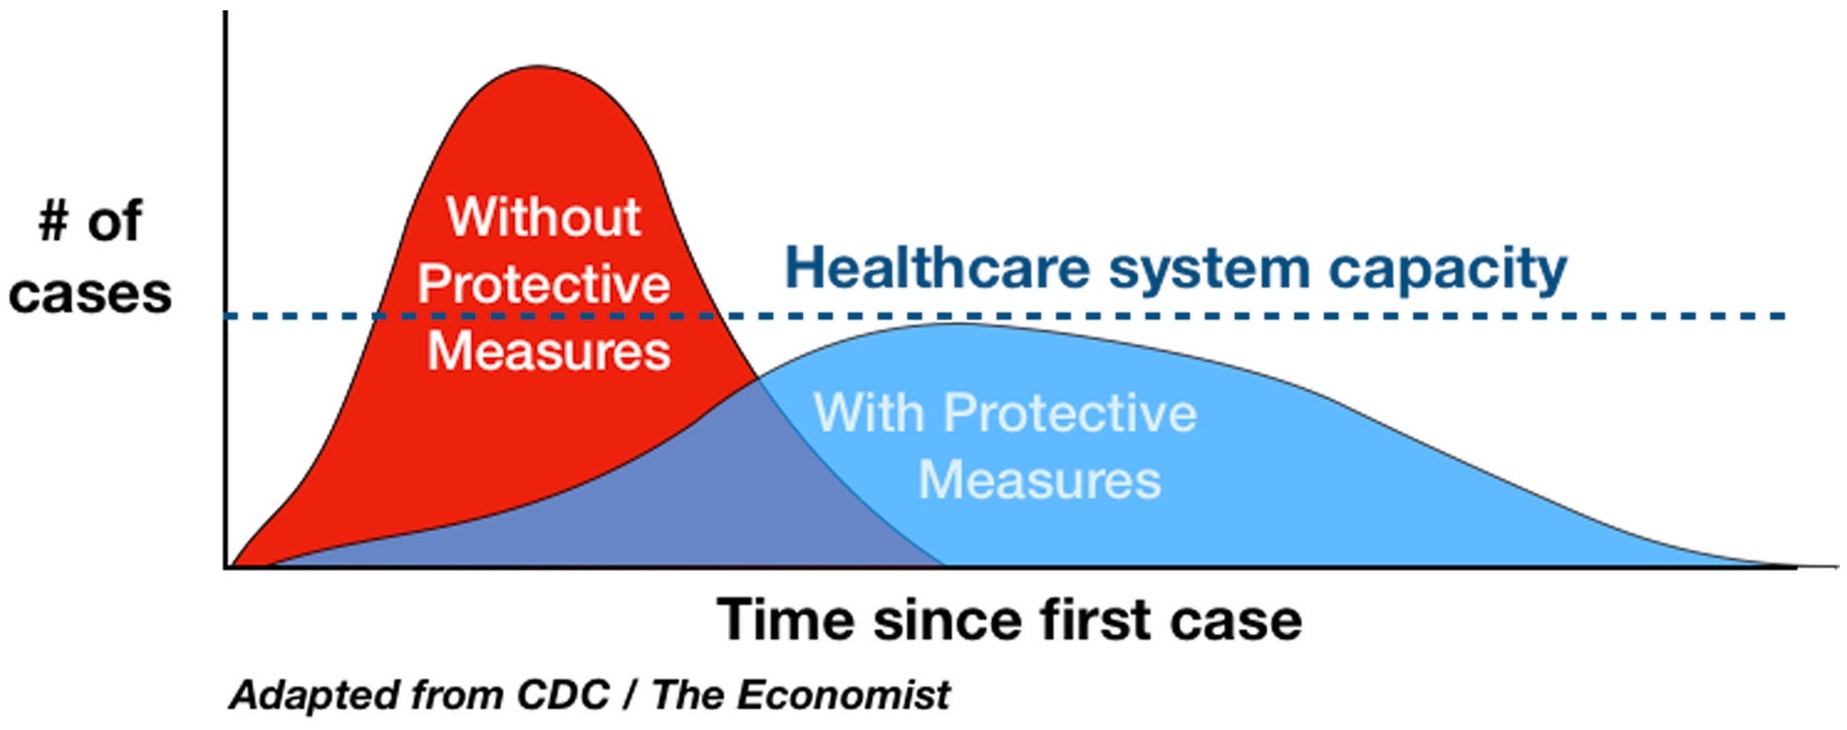 # of
cases
Without
Protective
Measures
Healthcare system capacity
With Protective
Measures
Time since first case
Adapted from CDC / The Economist